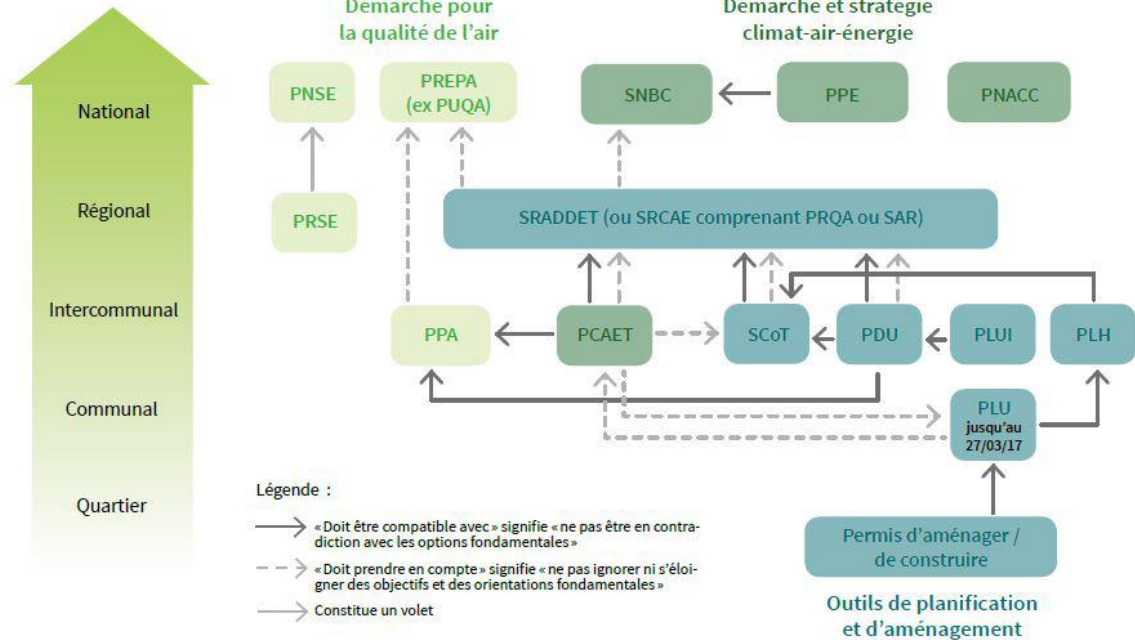 Démarche pour
la qualité de l'air
Démarche et stratégie
climat-air-énergie
National
PNSE
PREPA
(ex PUQA)
SNBC
PPE
PNACC
Régional
PRSE
SRADDET (ou SRCAE comprenant PRQA ou SAR)
Intercommunal
PPA
PCAET
SCoT
PDU
PLUI
PLH
Communal
PLU
jusqu'au
27/03/17
Quartier
Permis d'aménager /
de construire
Outils de planification
et d'aménagement
Légende :
«Doit être compatible avec» signifie «ne pas être en contra-
diction avec les options fondamentales»
«Doit prendre en compte» signifie «ne pas ignorer ni s'éloi-
gner des objectifs et des orientations fondamentales»
Constitue un volet